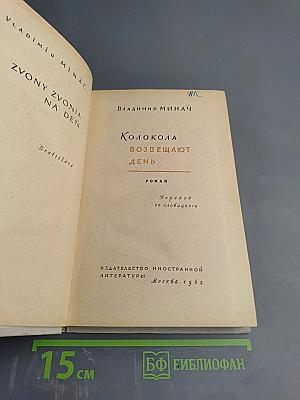 VLADIMÍR MINÁČ
ZVONY ZVONIA
NA DEŇ
Bratislava
ВЛАДИМИР МИНАЧ
КОЛОКОЛА
ВОЗВЕЩАЮТ
ДЕНЬ
РОМАН
Перевод
со словацкого
ИЗДАТЕЛЬСТВО ИНОСТРАННОЙ
ЛИТЕРАТУРЫ
Москва 1963
15 СМ
БФ БИБЛИОФАН